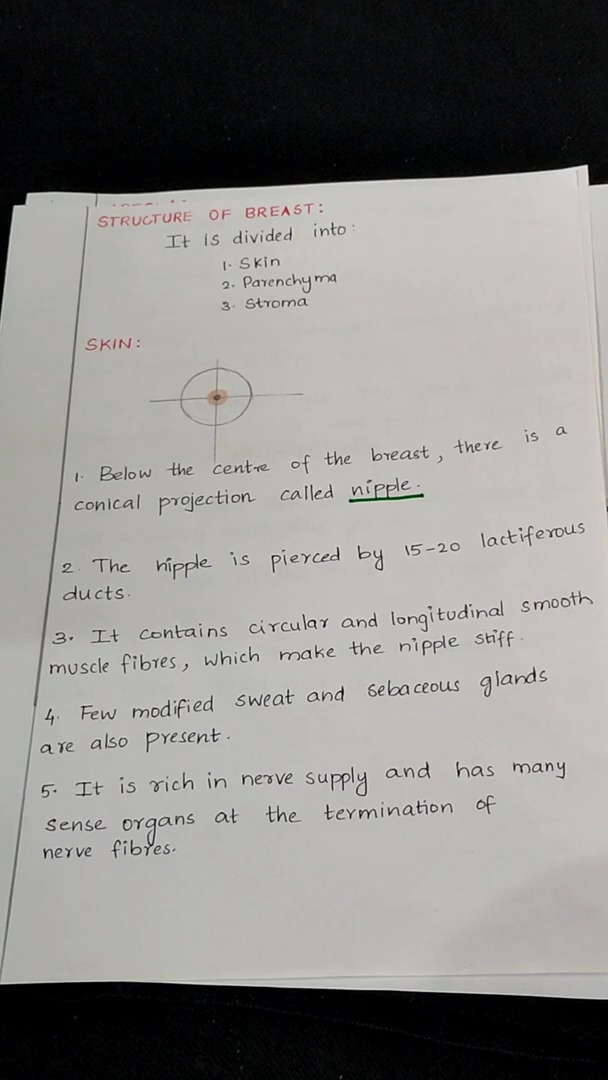 STRUCTURE OF BREAST:
It is divided into:
1. Skin
2. Parenchyma
3. Stroma
SKIN:
1. Below the centre of the breast, there is a
conical projection called nipple.
2. The nipple is pierced by 15-20 lactiferous
ducts.
3. It contains circular and longitudinal smooth
muscle fibres, which make the nipple stiff.
4. Few modified sweat and sebaceous glands
are also present.
5. It is rich in nerve supply and has many
sense organs at the termination of
nerve fibres.